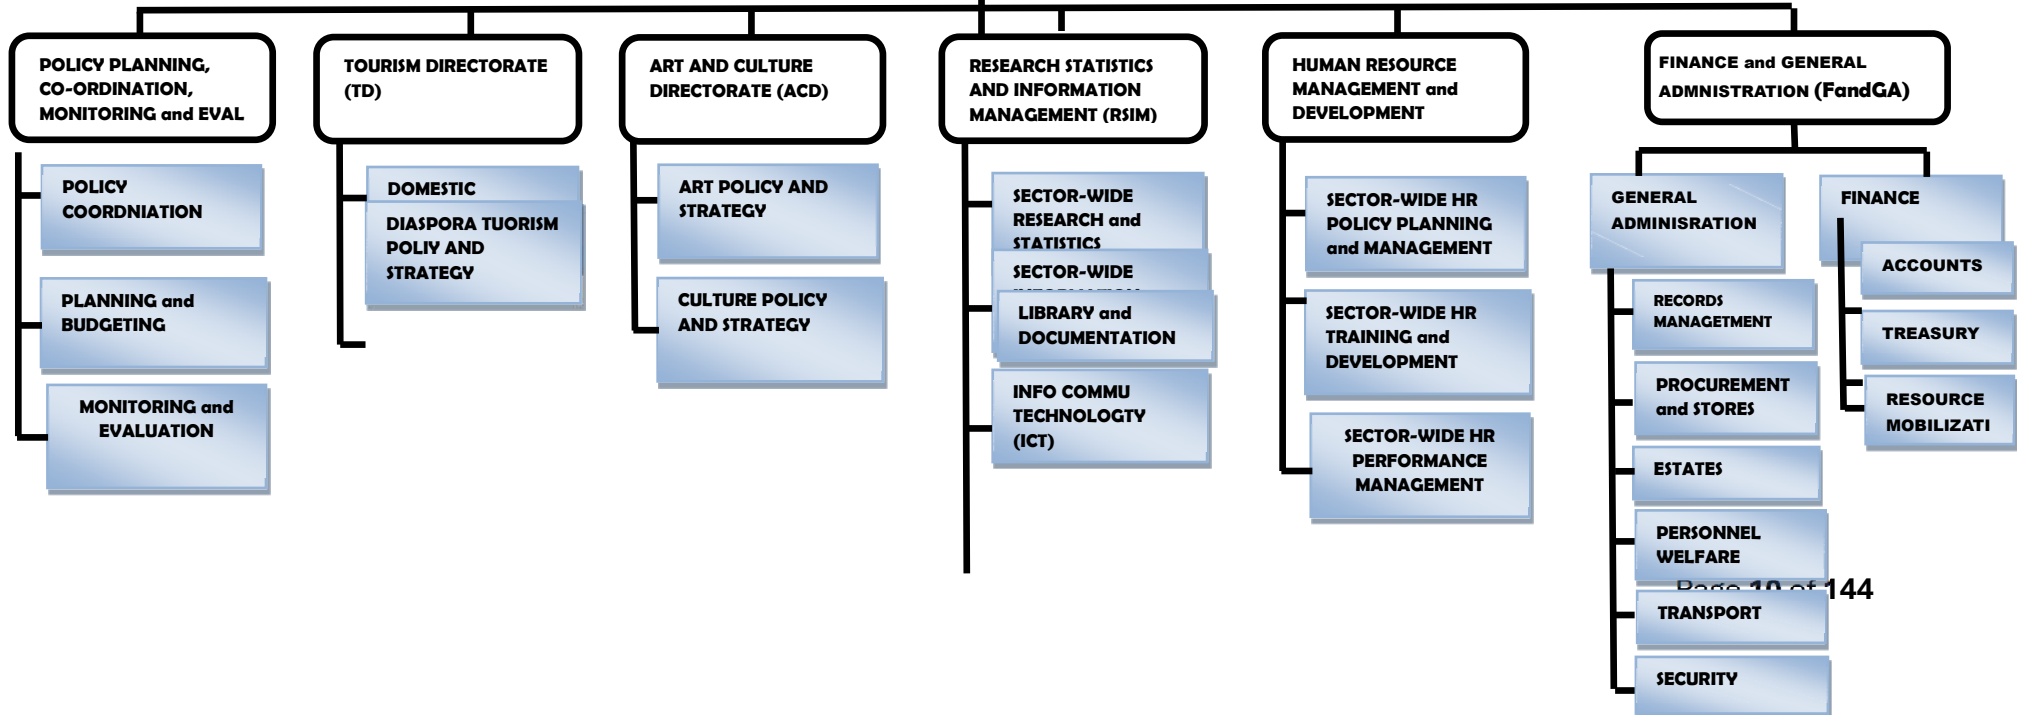 POLICY PLANNING,
CO-ORDINATION,
MONITORING and EVAL
TOURISM DIRECTORATE
(TD)
ART AND CULTURE
DIRECTORATE (ACD)
RESEARCH STATISTICS
AND INFORMATION
MANAGEMENT (RSIM)
HUMAN RESOURCE
MANAGEMENT and
DEVELOPMENT
FINANCE and GENERAL
ADMNISTRATION (FandGA)
POLICY
COORDNIATION
PLANNING and
BUDGETING
MONITORING and
EVALUATION
DOMESTIC
DIASPORA TUORISM
POLIY AND
STRATEGY
ART POLICY AND
STRATEGY
CULTURE POLICY
AND STRATEGY
SECTOR-WIDE
RESEARCH and
STATISTICS
SECTOR-WIDE
LIBRARY and
DOCUMENTATION
INFO COMMU
TECHNOLOGTY
(ICT)
SECTOR-WIDE HR
POLICY PLANNING
and MANAGEMENT
SECTOR-WIDE HR
TRAINING and
DEVELOPMENT
SECTOR-WIDE HR
PERFORMANCE
MANAGEMENT
GENERAL
ADMINISRATION
RECORDS
MANAGETMENT
PROCUREMENT
and STORES
ESTATES
PERSONNEL
WELFARE
Page 10 of 144
TRANSPORT
SECURITY
FINANCE
ACCOUNTS
TREASURY
RESOURCE
MOBILIZATI